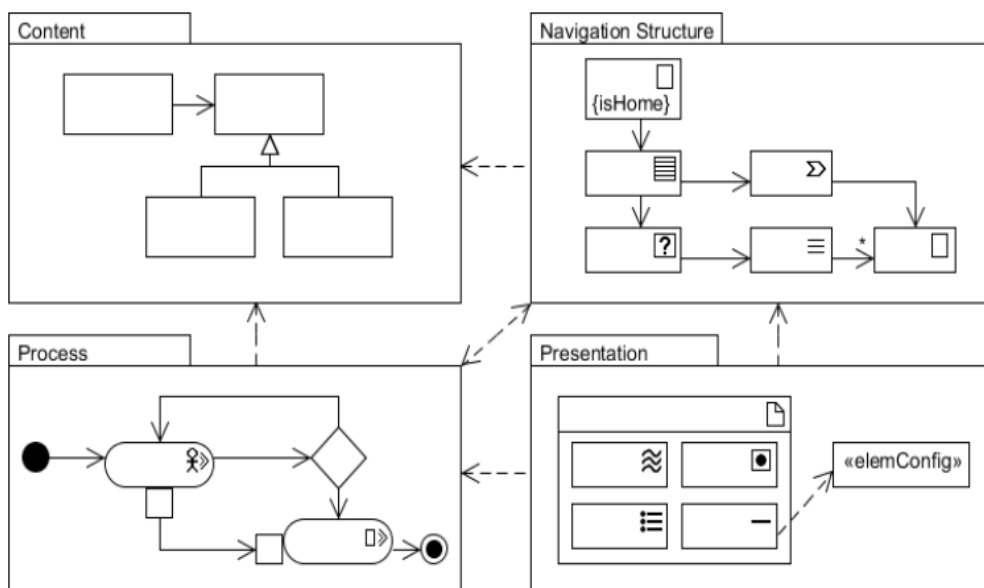 Content
Navigation Structure
{isHome}
?
*
Process
Presentation
«elemConfig»